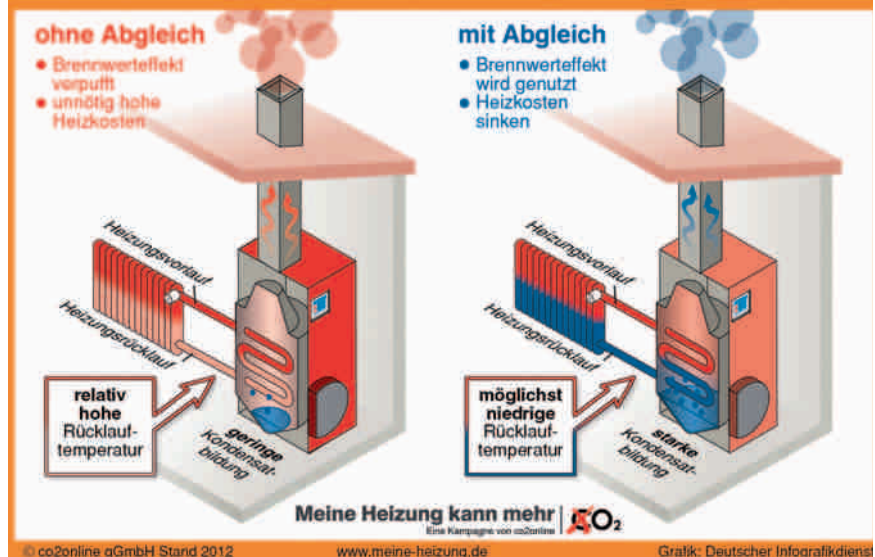 ohne Abgleich
● Brennwerteffekt
verpufft
● unnötig hohe
Heizkosten
Heizungsvorlauf
Heizungsrücklauf
relativ
hohe
Rücklauf-
temperatur
geringe
Kondensat-
bildung
mit Abgleich
● Brennwerteffekt
wird genutzt
● Heizkosten
sinken
Heizungsvorlauf
Heizungsrücklauf
möglichst
niedrige
Rücklauf-
temperatur
starke
Kondensat-
bildung
Meine Heizung kann mehr
Eine Kampagne von co2online
CO2
© co2online gGmbH Stand 2012
www.meine-heizung.de
Grafik: Deutscher Infografikdienst